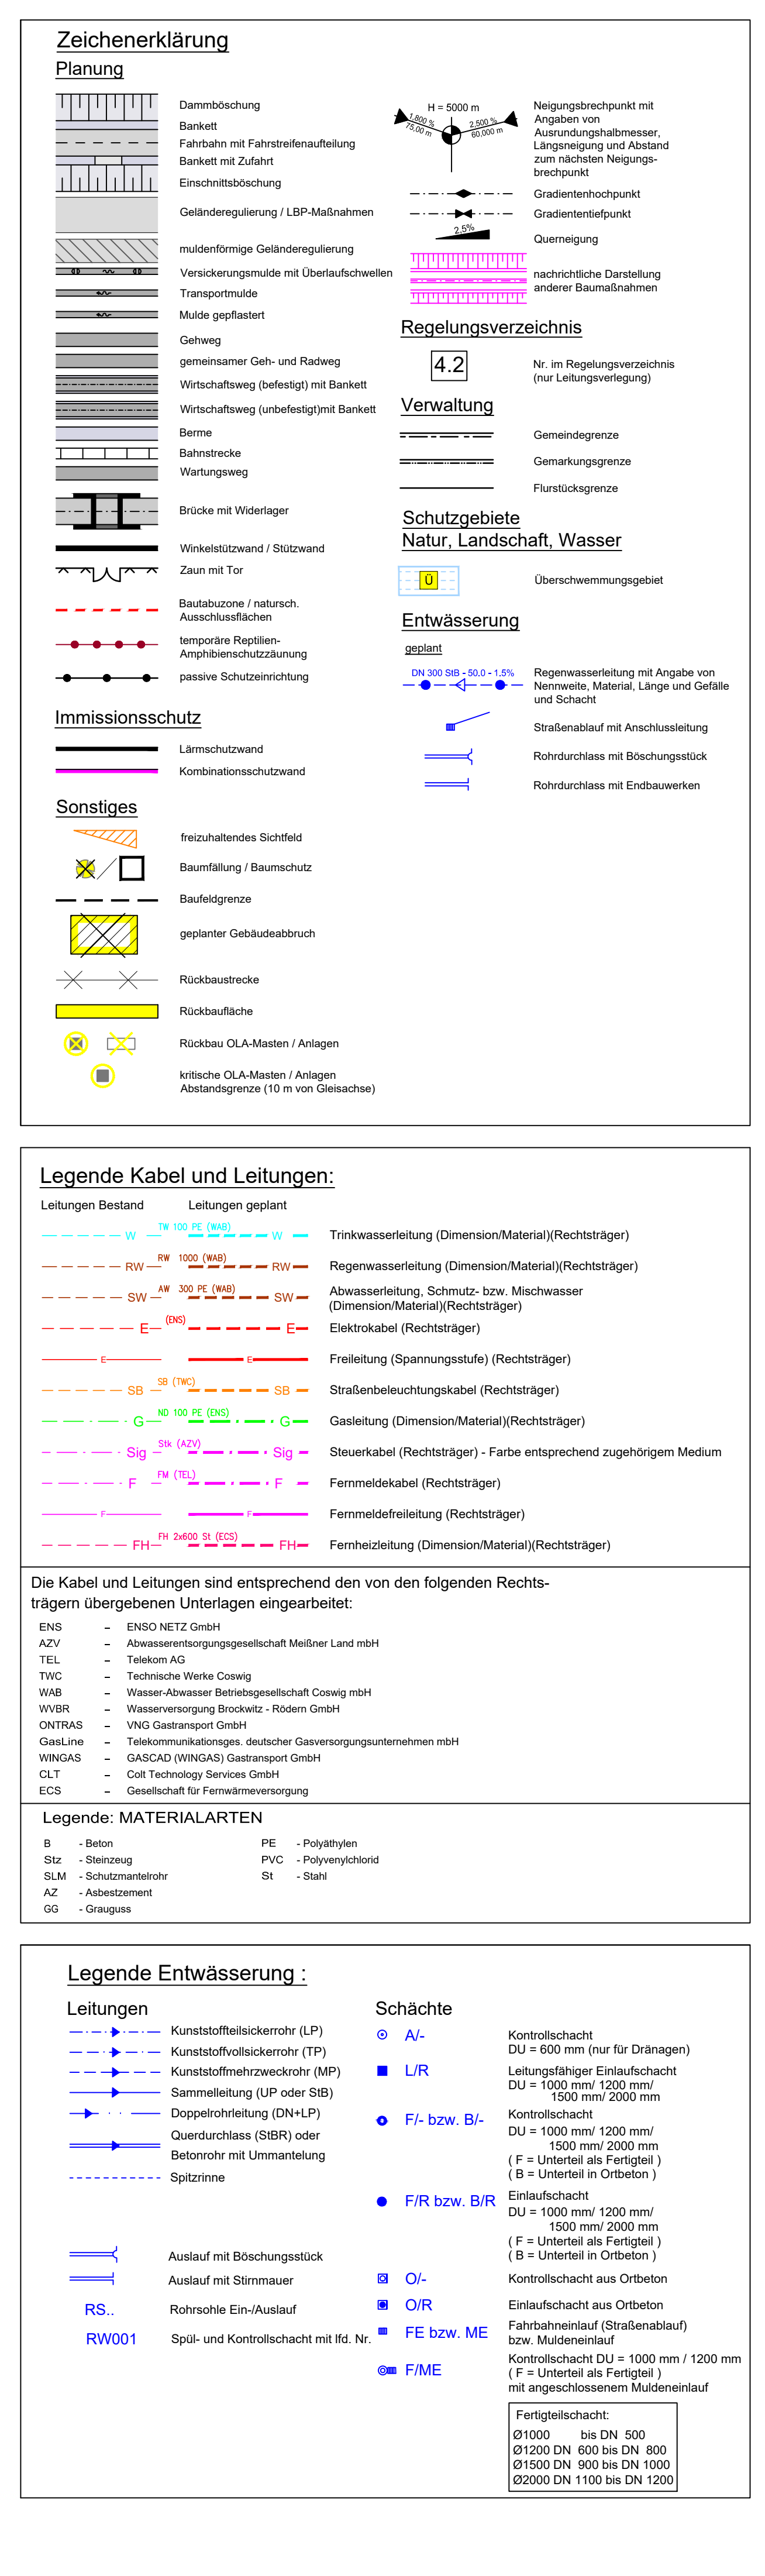 Zeichenerklärung
Planung
Dammböschung
Bankett
Fahrbahn mit Fahrstreifenaufteilung
Bankett mit Zufahrt
Einschnittsböschung
Geländeregulierung / LBP-Maßnahmen
muldenförmige Geländeregulierung
Versickerungsmulde mit Überlaufschwellen
Transportmulde
Mulde gepflastert
Gehweg
gemeinsamer Geh- und Radweg
Wirtschaftsweg (befestigt) mit Bankett
Wirtschaftsweg (unbefestigt)mit Bankett
Berme
Bahnstrecke
Wartungsweg
Brücke mit Widerlager
Winkelstützwand / Stützwand
Zaun mit Tor
Bautabuzone / natursch.
Ausschlussflächen
temporäre Reptilien-
Amphibienschutzzäunung
passive Schutzeinrichtung
Immissionsschutz
Lärmschutzwand
Kombinationsschutzwand
Sonstiges
freizuhaltendes Sichtfeld
Baumfällung / Baumschutz
Baufeldgrenze
geplanter Gebäudeabbruch
Rückbaustrecke
Rückbaufläche
Rückbau OLA-Masten / Anlagen
kritische OLA-Masten / Anlagen
Abstandsgrenze (10 m von Gleisachse)
H = 5000 m
1,800 %
75,00 m
2,500 %
60,000 m
Neigungsbrechpunkt mit
Angaben von
Ausrundungshalbmesser,
Längsneigung und Abstand
zum nächsten Neigungs-
brechpunkt
Gradientenhochpunkt
Gradiententiefpunkt
2,5%
Querneigung
nachrichtliche Darstellung
anderer Baumaßnahmen
Regelungsverzeichnis
4.2
Nr. im Regelungsverzeichnis
(nur Leitungsverlegung)
Verwaltung
Gemeindegrenze
Gemarkungsgrenze
Flurstücksgrenze
Schutzgebiete
Natur, Landschaft, Wasser
Ü
Überschwemmungsgebiet
Entwässerung
geplant
DN 300 StB - 50.0 - 1,5%
Regenwasserleitung mit Angabe von
Nennweite, Material, Länge und Gefälle
und Schacht
Straßenablauf mit Anschlussleitung
Rohrdurchlass mit Böschungsstück
Rohrdurchlass mit Endbauwerken
Legende Kabel und Leitungen:
Leitungen Bestand Leitungen geplant
W TW 100 PE (WAB) W Trinkwasserleitung (Dimension/Material)(Rechtsträger)
RW RW 1000 (WAB) RW Regenwasserleitung (Dimension/Material)(Rechtsträger)
SW AW 300 PE (WAB) SW Abwasserleitung, Schmutz- bzw. Mischwasser
(Dimension/Material)(Rechtsträger)
E (ENS) E Elektrokabel (Rechtsträger)
E E Freileitung (Spannungsstufe) (Rechtsträger)
SB SB (TWC) SB Straßenbeleuchtungskabel (Rechtsträger)
G ND 100 PE (ENS) G Gasleitung (Dimension/Material)(Rechtsträger)
Sig Stk (AZV) Sig Steuerkabel (Rechtsträger) - Farbe entsprechend zugehörigem Medium
F FM (TEL) F Fernmeldekabel (Rechtsträger)
F F Fernmeldefreileitung (Rechtsträger)
FH FH 2x600 St (ECS) FH Fernheizleitung (Dimension/Material)(Rechtsträger)
Die Kabel und Leitungen sind entsprechend den von den folgenden Rechts-
trägern übergebenen Unterlagen eingearbeitet:
ENS – ENSO NETZ GmbH
AZV – Abwasserentsorgungsgesellschaft Meißner Land mbH
TEL – Telekom AG
TWC – Technische Werke Coswig
WAB – Wasser-Abwasser Betriebsgesellschaft Coswig mbH
WVBR – Wasserversorgung Brockwitz - Rödern GmbH
ONTRAS – VNG Gastransport GmbH
GasLine – Telekommunikationsges. deutscher Gasversorgungsunternehmen mbH
WINGAS – GASCAD (WINGAS) Gastransport GmbH
CLT – Colt Technology Services GmbH
ECS – Gesellschaft für Fernwärmeversorgung
Legende: MATERIALARTEN
B - Beton
Stz - Steinzeug
SLM - Schutzmantelrohr
AZ - Asbestzement
GG - Grauguss
PE - Polyäthylen
PVC - Polyvenylchlorid
St - Stahl
Legende Entwässerung :
Leitungen
Kunststoffteilsickerrohr (LP)
Kunststoffvollsickerrohr (TP)
Kunststoffmehrzweckrohr (MP)
Sammelleitung (UP oder StB)
Doppelrohrleitung (DN+LP)
Querdurchlass (StBR) oder
Betonrohr mit Ummantelung
Spitzrinne
Auslauf mit Böschungsstück
Auslauf mit Stirnmauer
RS.. Rohrsohle Ein-/Auslauf
RW001 Spül- und Kontrollschacht mit lfd. Nr.
Schächte
A/- Kontrollschacht
DU = 600 mm (nur für Dränagen)
L/R Leitungsfähiger Einlaufschacht
DU = 1000 mm/ 1200 mm/
1500 mm/ 2000 mm
F/- bzw. B/- Kontrollschacht
DU = 1000 mm/ 1200 mm/
1500 mm/ 2000 mm
( F = Unterteil als Fertigteil )
( B = Unterteil in Ortbeton )
F/R bzw. B/R Einlaufschacht
DU = 1000 mm/ 1200 mm/
1500 mm/ 2000 mm
( F = Unterteil als Fertigteil )
( B = Unterteil in Ortbeton )
O/- Kontrollschacht aus Ortbeton
O/R Einlaufschacht aus Ortbeton
FE bzw. ME Fahrbahneinlauf (Straßenablauf)
bzw. Muldeneinlauf
F/ME Kontrollschacht DU = 1000 mm / 1200 mm
( F = Unterteil als Fertigteil )
mit angeschlossenem Muldeneinlauf
Fertigteilschacht:
Ø1000 bis DN 500
Ø1200 DN 600 bis DN 800
Ø1500 DN 900 bis DN 1000
Ø2000 DN 1100 bis DN 1200